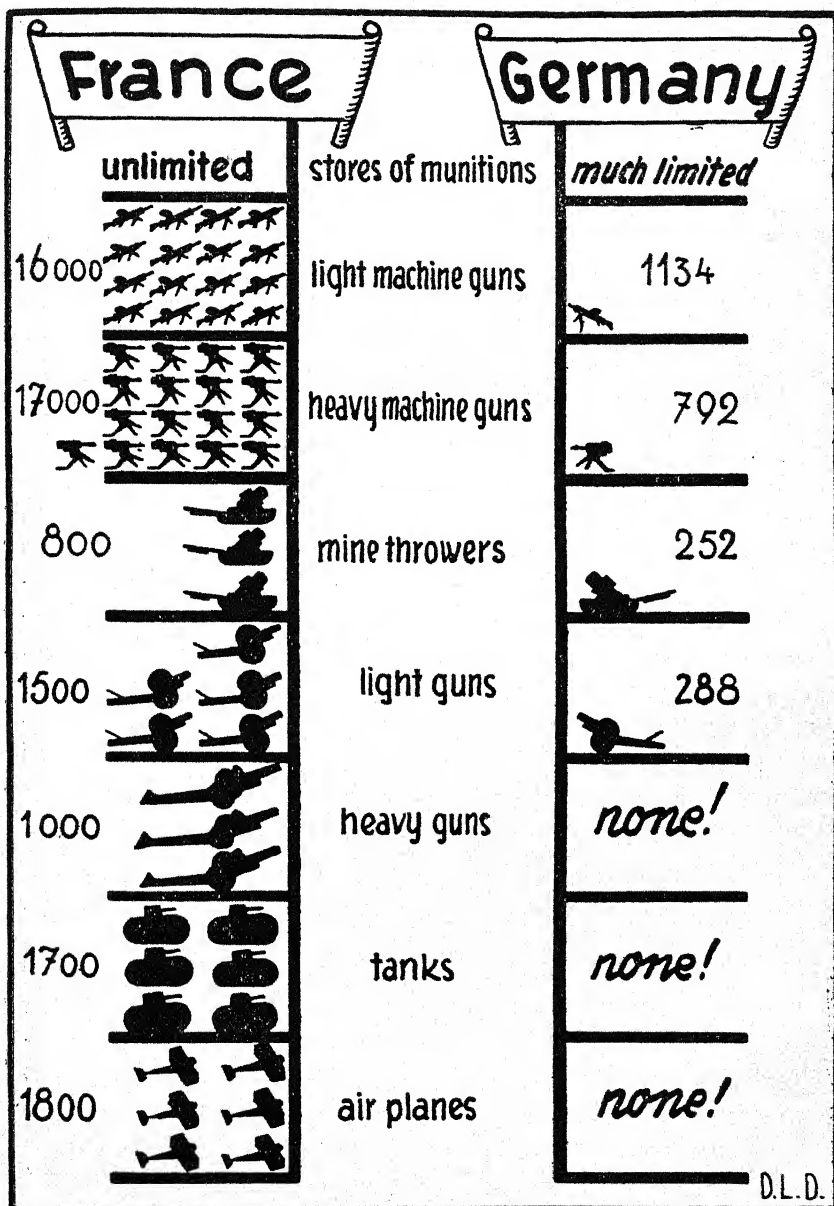 France Germany
unlimited stores of munitions much limited
16000 light machine guns 1134
17000 heavy machine guns 792
800 mine throwers 252
1500 light guns 288
1000 heavy guns none!
1700 tanks none!
1800 air planes none!
D.L.D.